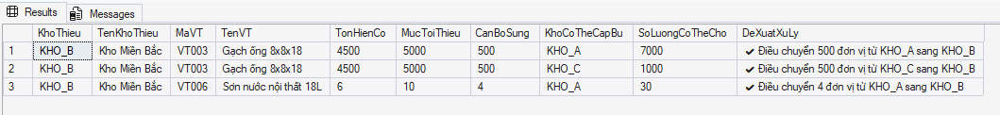 Results Messages
KhoThieu TenKhoThieu MaVT TenVT TonHienCo MucToiThieu CanBoSung KhoCoTheCapBu SoLuongCoTheCho DeXuatXuLy
1 KHO_B Kho Miền Bắc VT003 Gạch ống 8x8x18 4500 5000 500 KHO_A 7000 ✔ Điều chuyển 500 đơn vị từ KHO_A sang KHO_B
2 KHO_B Kho Miền Bắc VT003 Gạch ống 8x8x18 4500 5000 500 KHO_C 1000 ✔ Điều chuyển 500 đơn vị từ KHO_C sang KHO_B
3 KHO_B Kho Miền Bắc VT006 Sơn nước nội thất 18L 6 10 4 KHO_A 30 ✔ Điều chuyển 4 đơn vị từ KHO_A sang KHO_B